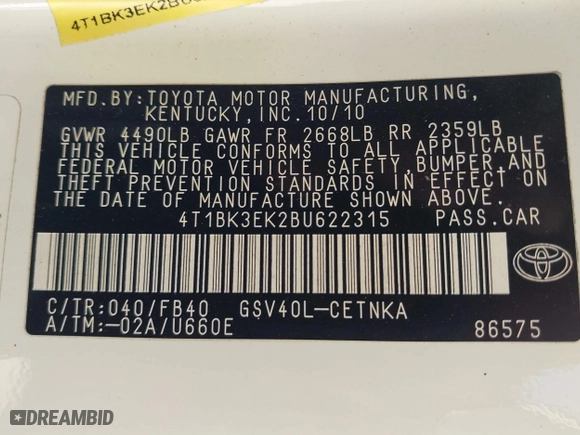 4T1BK3EK2BU
MFD.BY:TOYOTA MOTOR MANUFACTURING,
KENTUCKY,INC.10/10
GVWR 4490LB GAWR FR 2668LB RR 2359LB
THIS VEHICLE CONFORMS TO ALL APPLICABLE
FEDERAL MOTOR VEHICLE SAFETY,BUMPER,AND
THEFT PREVENTION STANDARDS IN EFFECT ON
THE DATE OF MANUFACTURE SHOWN ABOVE.
4T1BK3EK2BU622315 PASS.CAR
C/TR:040/FB40 GSV40L-CETNKA
A/TM:-02A/U660E 86575
DREAMBID